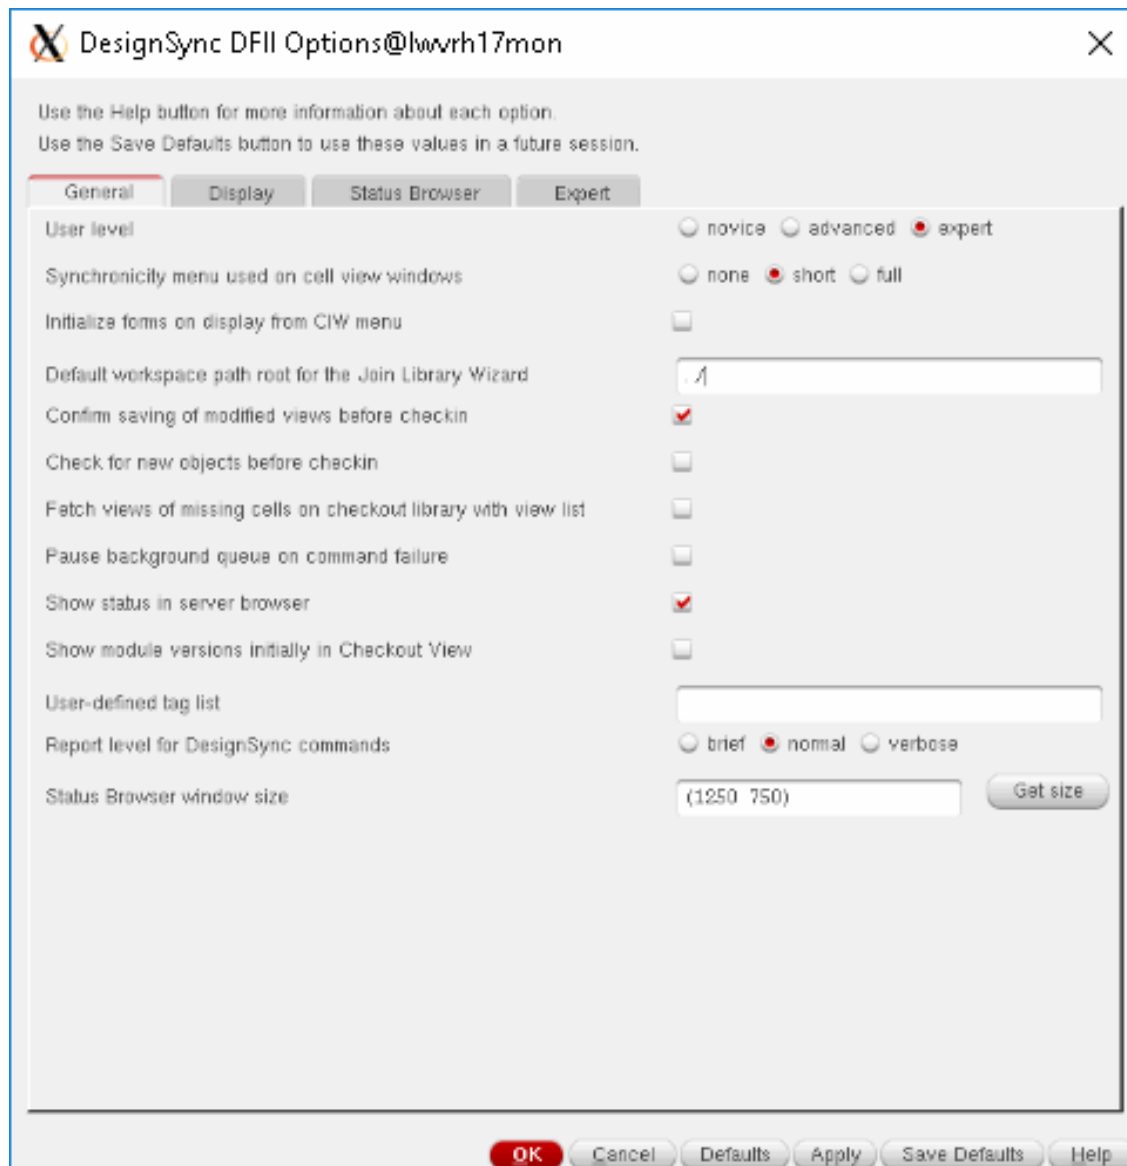 DesignSync DFII Options@lwvrh17mon
Use the Help button for more information about each option.
Use the Save Defaults button to use these values in a future session.
General Display Status Browser Expert
User level novice advanced expert
Synchronicity menu used on cell view windows none short full
Initialize forms on display from CIW menu
Default workspace path root for the Join Library Wizard ./
Confirm saving of modified views before checkin
Check for new objects before checkin
Fetch views of missing cells on checkout library with view list
Pause background queue on command failure
Show status in server browser
Show module versions initially in Checkout View
User-defined tag list
Report level for DesignSync commands brief normal verbose
Status Browser window size (1250 750) Get size
OK Cancel Defaults Apply Save Defaults Help